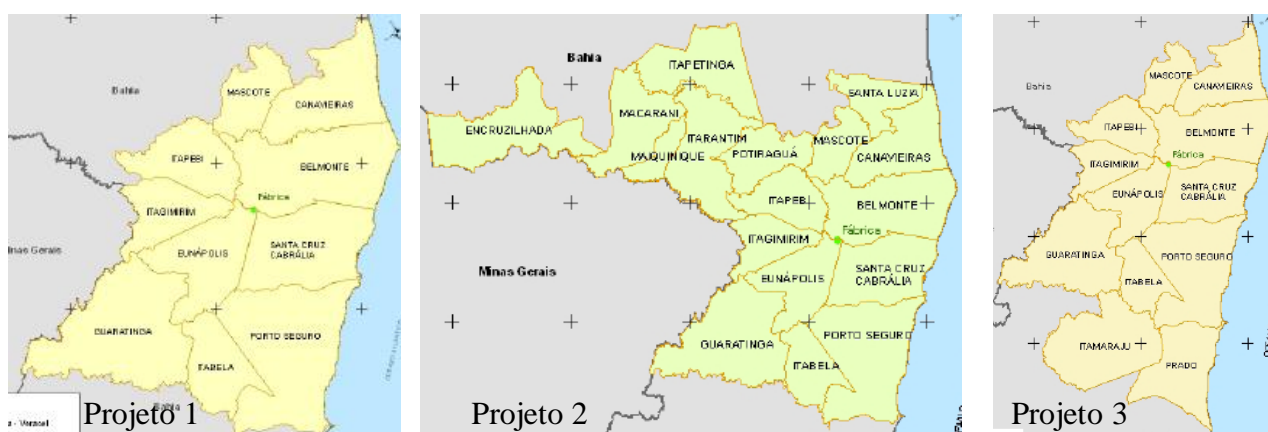 Bahia
MASCOTE
CANAVIEIRAS
ITAPEBI
BELMONTE
Fábrica
ITAGIMIRIM
EUNÁPOLIS
SANTA CRUZ
CABRÁLIA
Minas Gerais
GUARATINGA
PORTO SEGURO
ITABELA
Bahia
a - Veracel
Projeto 1
Bahia
ITAPETINGA
SANTA LUZIA
MACARANI
ENCRUZILHADA
ITARANTIM
MASCOTE
MAIQUINIQUE
POTIRAGUÁ
CANAVIEIRAS
ITAPEBI
BELMONTE
Fábrica
ITAGIMIRIM
Minas Gerais
EUNÁPOLIS
SANTA CRUZ
CABRÁLIA
GUARATINGA
PORTO SEGURO
ITABELA
Projeto 2
MASCOTE
Bahia
CANAVIEIRAS
ITAPEBI
BELMONTE
Fábrica
ITAGIMIRIM
EUNÁPOLIS
SANTA CRUZ
CABRÁLIA
GUARATINGA
PORTO SEGURO
ITABELA
ITAMARAJU
PRADO
Projeto 3